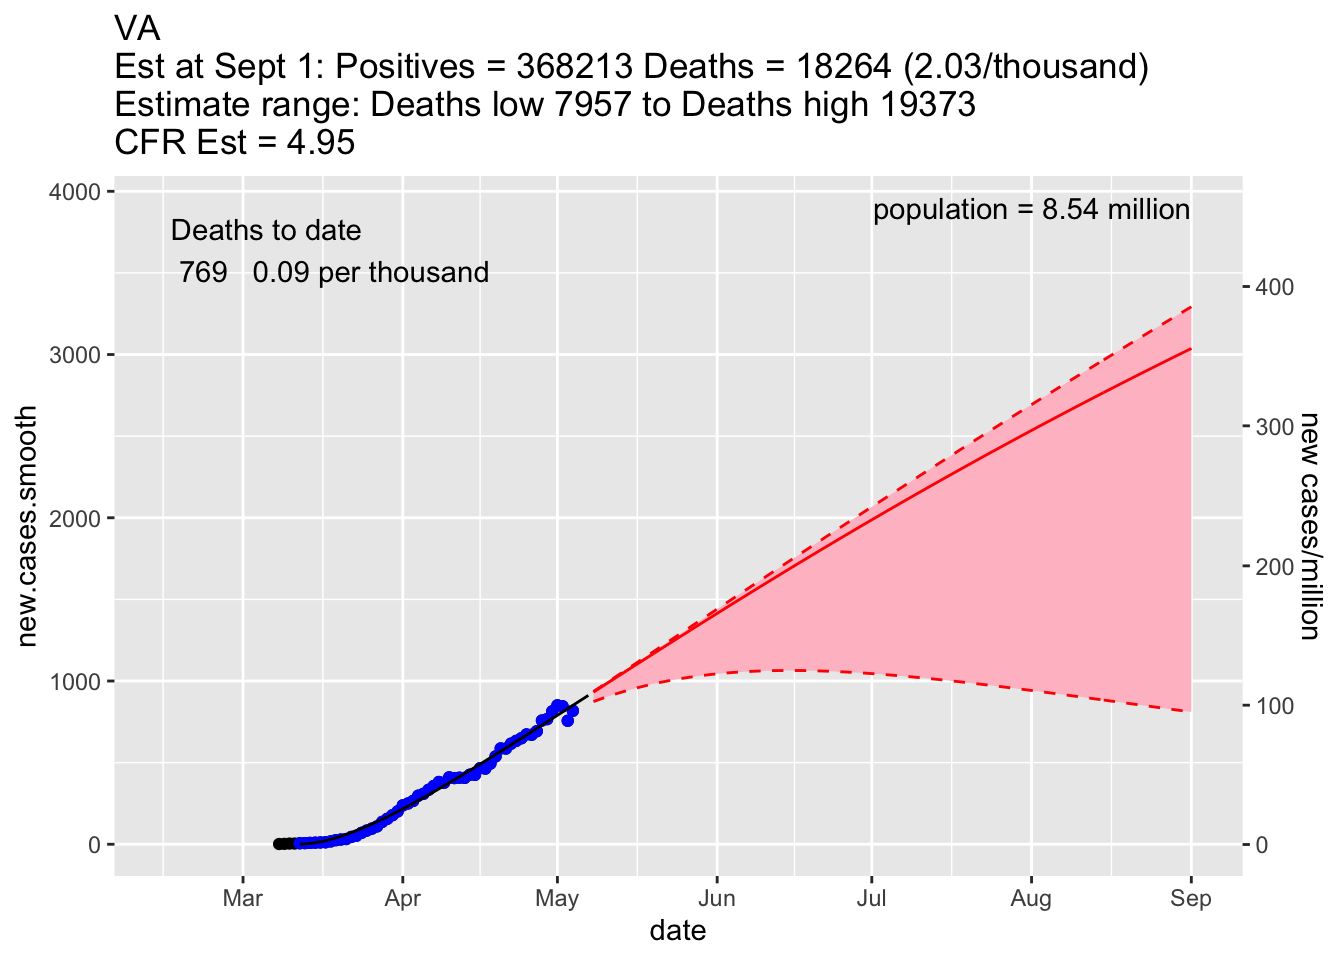 VA
Est at Sept 1: Positives = 368213 Deaths = 18264 (2.03/thousand)
Estimate range: Deaths low 7957 to Deaths high 19373
CFR Est = 4.95
4000
3000
2000
1000
0
new.cases.smooth
Deaths to date
769 0.09 per thousand
population = 8.54 million
400
300
200
100
0
new cases/million
Mar Apr May Jun Jul Aug Sep
date